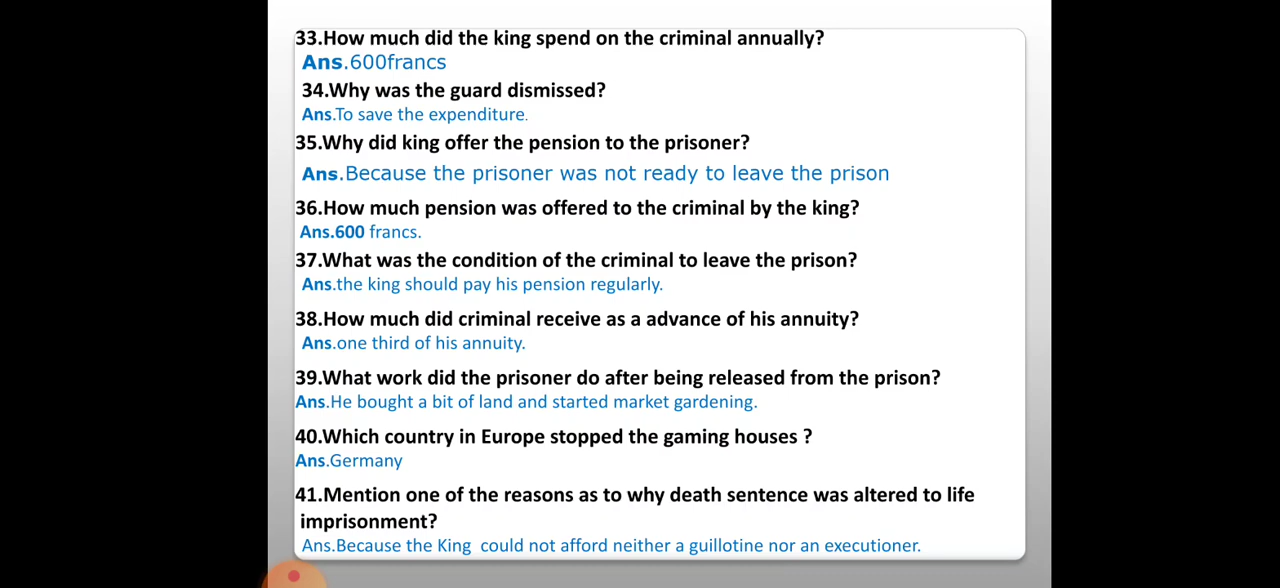 33.How much did the king spend on the criminal annually?
Ans.600francs
34.Why was the guard dismissed?
Ans.To save the expenditure.
35.Why did king offer the pension to the prisoner?
Ans.Because the prisoner was not ready to leave the prison
36.How much pension was offered to the criminal by the king?
Ans.600 francs.
37.What was the condition of the criminal to leave the prison?
Ans.the king should pay his pension regularly.
38.How much did criminal receive as a advance of his annuity?
Ans.one third of his annuity.
39.What work did the prisoner do after being released from the prison?
Ans.He bought a bit of land and started market gardening.
40.Which country in Europe stopped the gaming houses ?
Ans.Germany
41.Mention one of the reasons as to why death sentence was altered to life
imprisonment?
Ans.Because the King could not afford neither a guillotine nor an executioner.